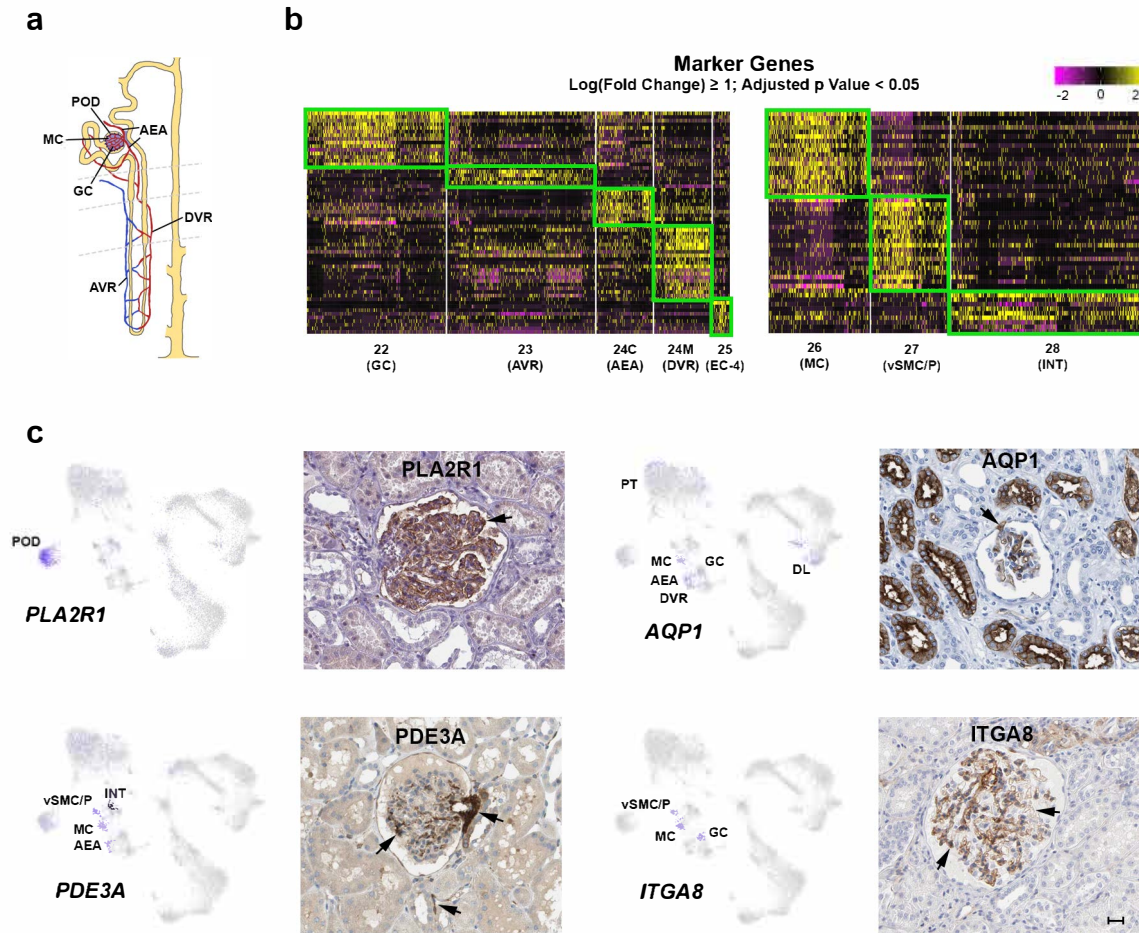 a
POD
MC
AEA
GC
DVR
AVR
b
Marker Genes
Log(Fold Change) ≥ 1; Adjusted p Value < 0.05
-2 0 2
22 23 24C 24M 25 26 27 28
(GC) (AVR) (AEA) (DVR) (EC-4) (MC) (vSMC/P) (INT)
c
POD
PLA2R1
PLA2R1
PT
MC GC
AEA
DVR
DL
AQP1
AQP1
INT
vSMC/P
MC
AEA
PDE3A
PDE3A
vSMC/P
MC GC
ITGA8
ITGA8